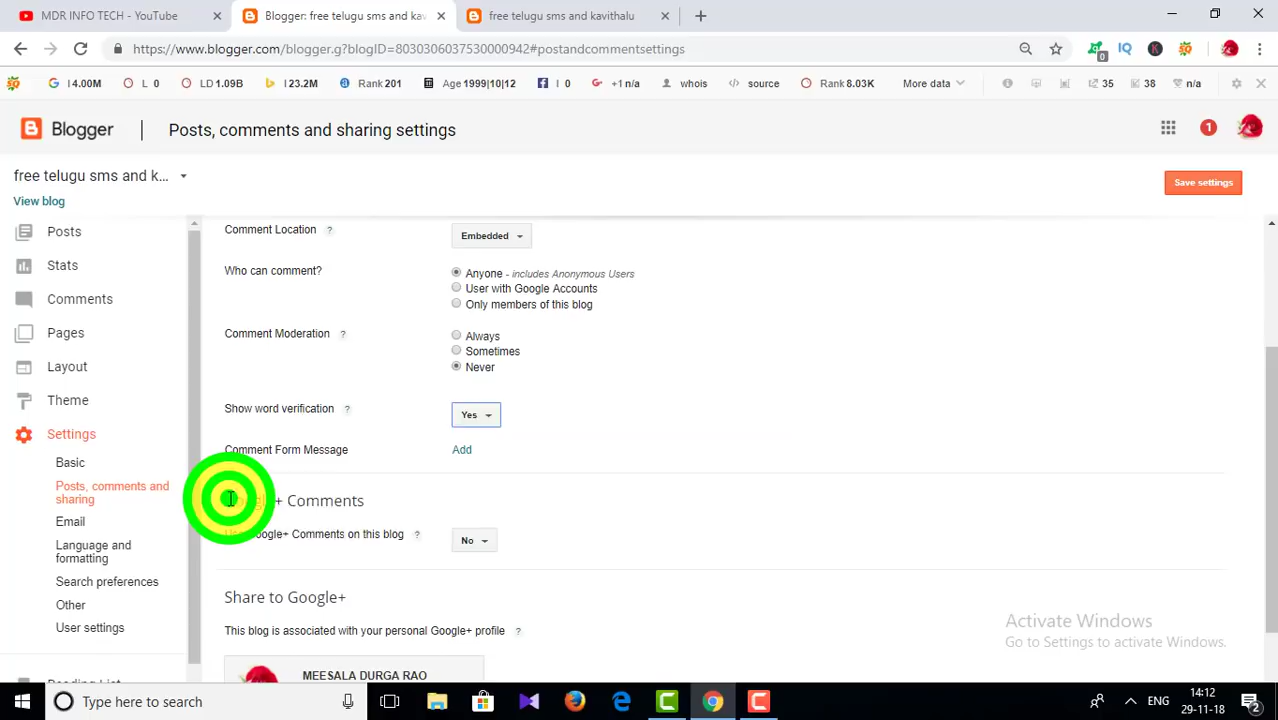 MDR INFO TECH - YouTube
Blogger: free telugu sms and kav
free telugu sms and kavithalu
https://www.blogger.com/blogger.g?blogID=8030306037530000942#postandcommentsettings
0
I 4.00M
L 0
LD 1.09B
I 23.2M
Rank 201
Age 1999|10|12
I 0
+1 n/a
whois
source
Rank 8.03K
More data
35
38
n/a
Blogger
Posts, comments and sharing settings
1
free telugu sms and k...
Save settings
View blog
Posts
Stats
Comments
Pages
Layout
Theme
Settings
Basic
Posts, comments and
sharing
Email
Language and
formatting
Search preferences
Other
User settings
Comment Location ?
Embedded
Who can comment?
Anyone - includes Anonymous Users
User with Google Accounts
Only members of this blog
Comment Moderation ?
Always
Sometimes
Never
Show word verification ?
Yes
Comment Form Message
Add
+ Comments
Google+ Comments on this blog ?
No
Share to Google+
This blog is associated with your personal Google+ profile ?
MEESALA DURGA RAO
Activate Windows
Go to Settings to activate Windows.
Type here to search
ENG
14:12
29-11-18
2